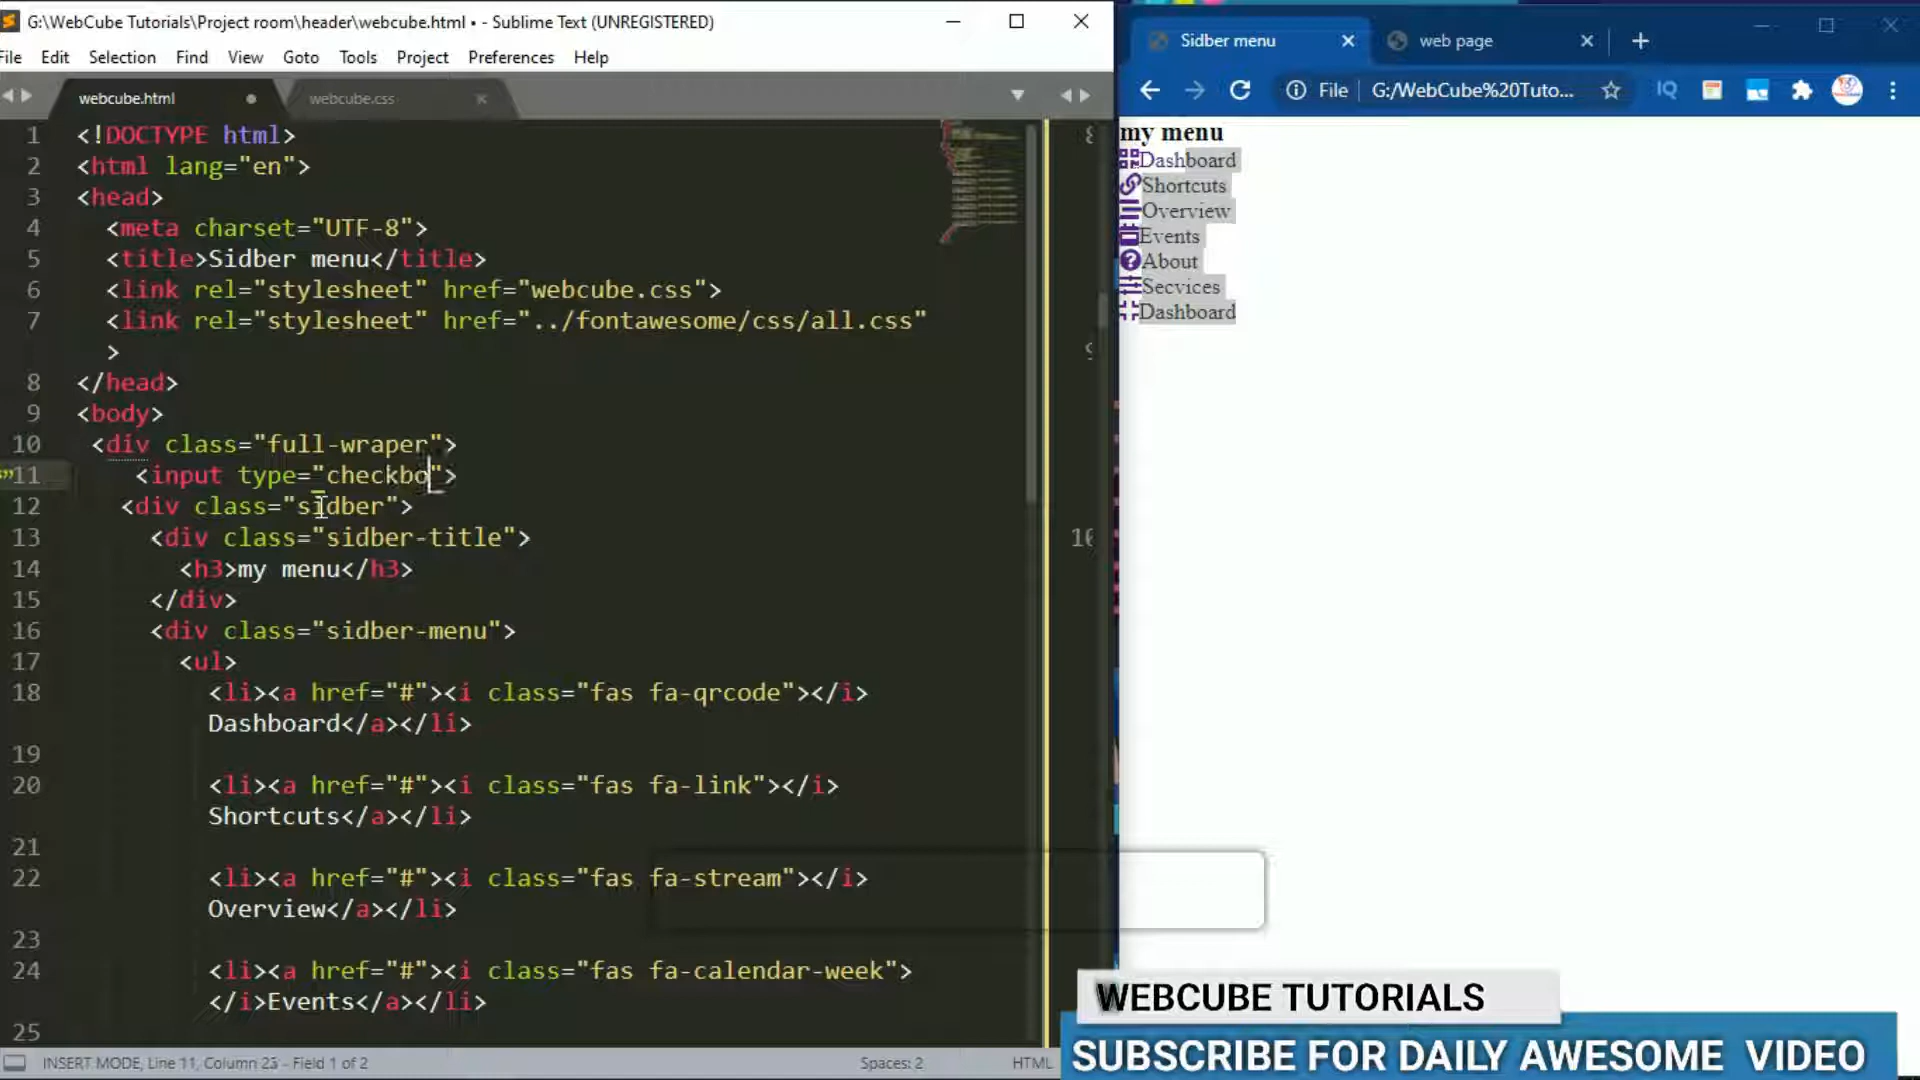 G:\WebCube Tutorials\Project room\header\webcube.html • - Sublime Text (UNREGISTERED)
File Edit Selection Find View Goto Tools Project Preferences Help
webcube.html
webcube.css
1 <!DOCTYPE html>
2 <html lang="en">
3 <head>
4 <meta charset="UTF-8">
5 <title>Sidber menu</title>
6 <link rel="stylesheet" href="webcube.css">
7 <link rel="stylesheet" href="../fontawesome/css/all.css"
>
8 </head>
9 <body>
10 <div class="full-wraper">
11 <input type="checkbo">
12 <div class="sidber">
13 <div class="sidber-title">
14 <h3>my menu</h3>
15 </div>
16 <div class="sidber-menu">
17 <ul>
18 <li><a href="#"><i class="fas fa-qrcode"></i>
Dashboard</a></li>
19
20 <li><a href="#"><i class="fas fa-link"></i>
Shortcuts</a></li>
21
22 <li><a href="#"><i class="fas fa-stream"></i>
Overview</a></li>
23
24 <li><a href="#"><i class="fas fa-calendar-week">
</i>Events</a></li>
25
INSERT MODE, Line 11, Column 23 - Field 1 of 2
Spaces: 2
HTML
Sidber menu
web page
File
G:/WebCube%20Tuto...
IQ
my menu
Dashboard
Shortcuts
Overview
Events
About
Secvices
Dashboard
WEBCUBE TUTORIALS
SUBSCRIBE FOR DAILY AWESOME VIDEO